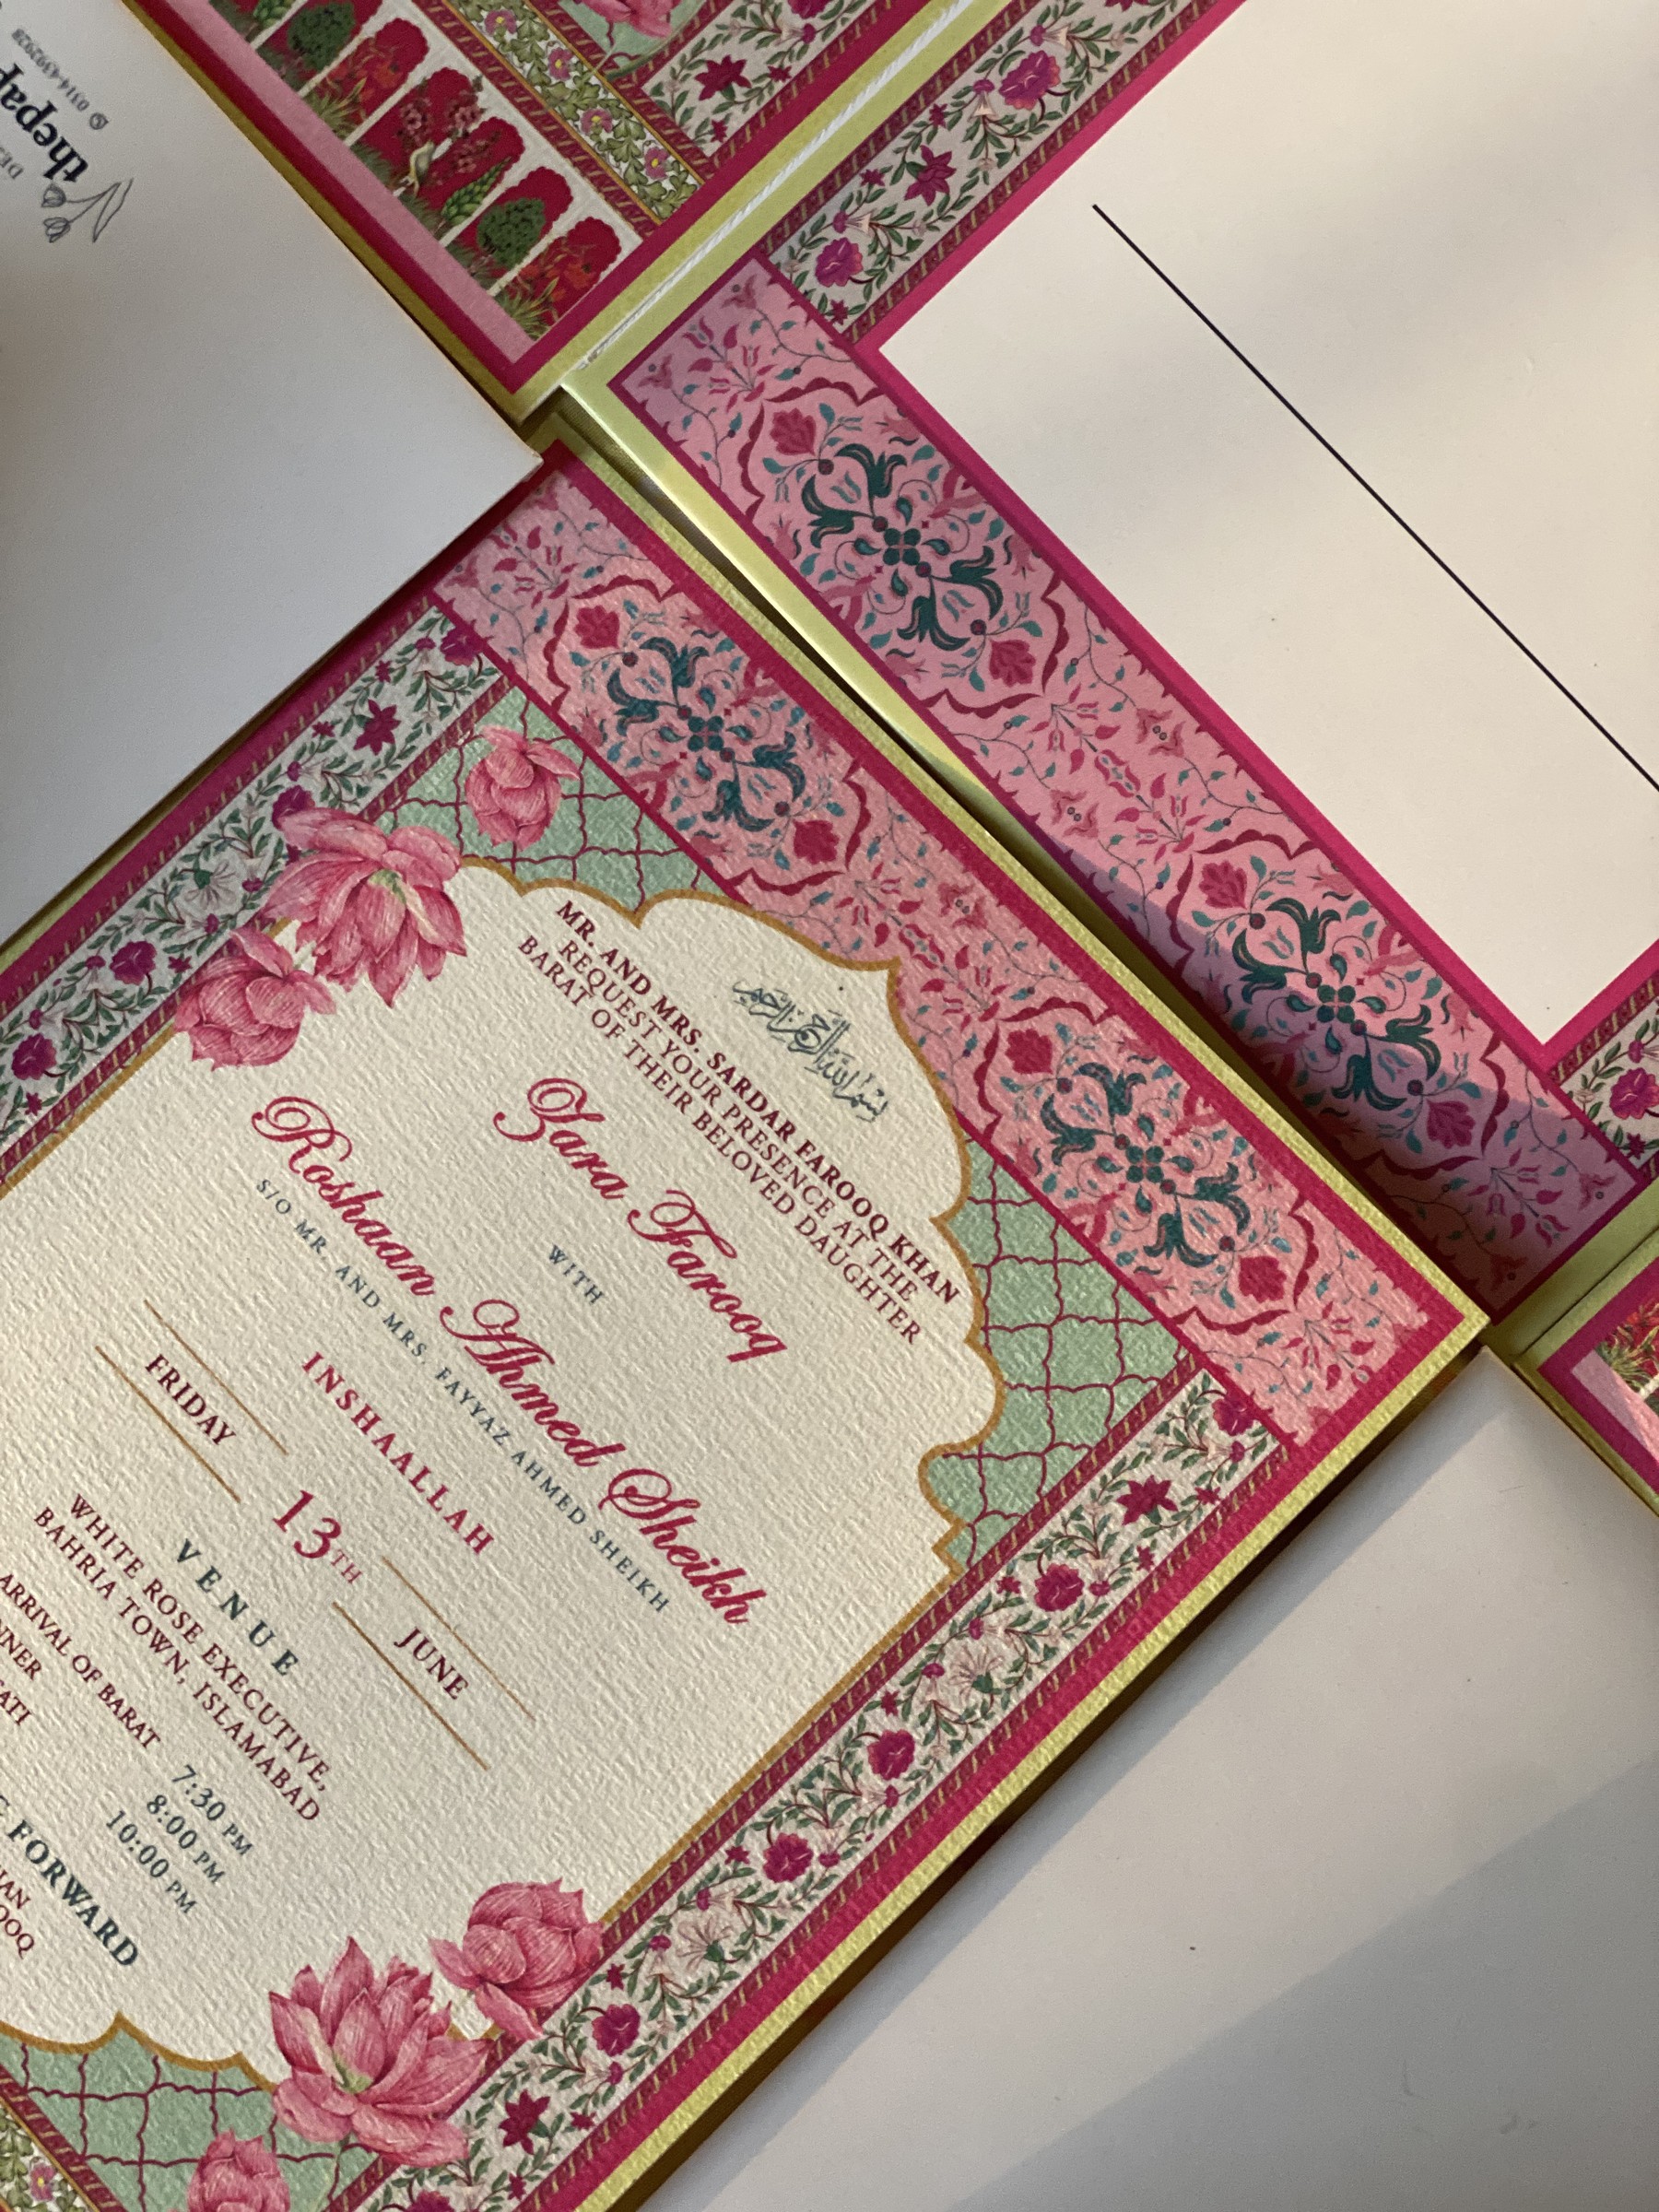 بسم الله الرحمن الرحيم
MR. AND MRS. SARDAR FAROOQ KHAN
REQUEST YOUR PRESENCE AT THE
BARAT OF THEIR BELOVED DAUGHTER
Zara Farooq
WITH
Roshaan Ahmed Sheikh
S/O MR. AND MRS. FAYYAZ AHMED SHEIKH
INSHAALLAH
FRIDAY 13TH JUNE
VENUE
WHITE ROSE EXECUTIVE,
BAHRIA TOWN, ISLAMABAD
ARRIVAL OF BARAT 7:30 PM
8:00 PM
10:00 PM
FORWARD